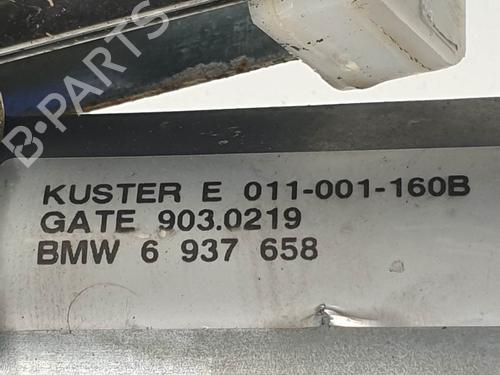 B-PARTS
KUSTER E 011-001-160B
GATE 903.0219
BMW 6 937 658